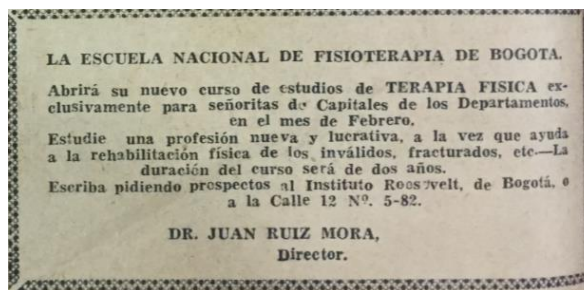 LA ESCUELA NACIONAL DE FISIOTERAPIA DE BOGOTA.
Abrirá su nuevo curso de estudios de TERAPIA FISICA ex-
clusivamente para señoritas de Capitales de los Departamentos,
en el mes de Febrero.
Estudie una profesión nueva y lucrativa, a la vez que ayuda
a la rehabilitación física de los inválidos, fracturados, etc—La
duración del curso será de dos años.
Escriba pidiendo prospectos al Instituto Roosevelt, de Bogotá, o
a la Calle 12 Nº. 5-82.
DR. JUAN RUIZ MORA,
Director.